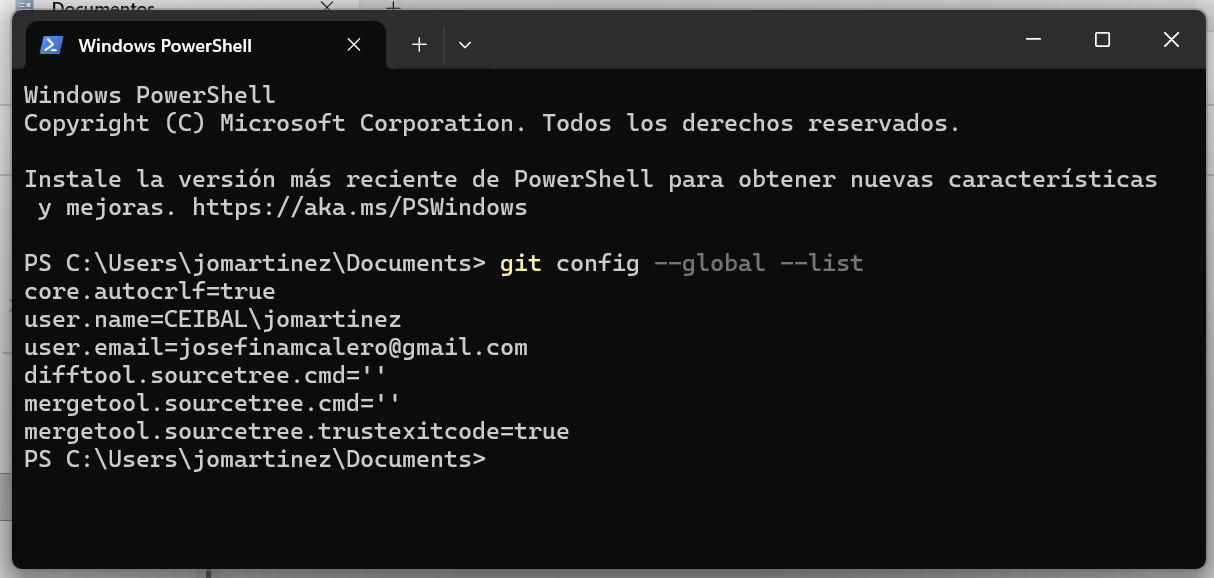 Documentos
Windows PowerShell
Windows PowerShell
Copyright (C) Microsoft Corporation. Todos los derechos reservados.
Instale la versión más reciente de PowerShell para obtener nuevas características
y mejoras. https://aka.ms/PSWindows
PS C:\Users\jomartinez\Documents> git config --global --list
core.autocrlf=true
user.name=CEIBAL\jomartinez
user.email=josefinamcalero@gmail.com
difftool.sourcetree.cmd=''
mergetool.sourcetree.cmd=''
mergetool.sourcetree.trustexitcode=true
PS C:\Users\jomartinez\Documents>